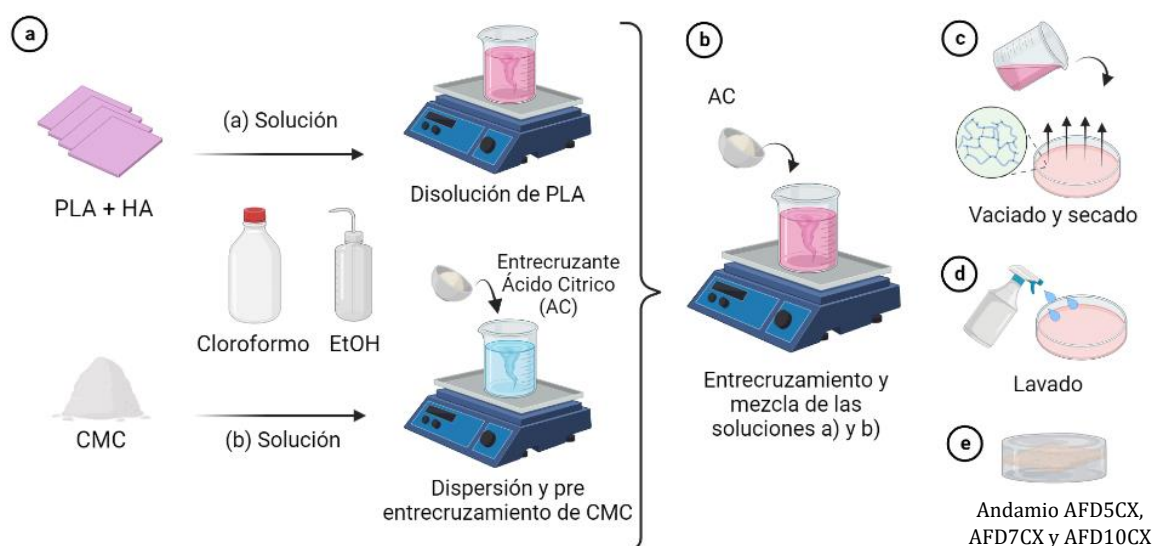 a
(a) Solución
PLA + HA
Disolución de PLA
Cloroformo
EtOH
Entrecruzante
Ácido Citrico
(AC)
CMC
(b) Solución
Dispersión y pre
entrecruzamiento de CMC
b
AC
Entrecruzamiento y
mezcla de las
soluciones a) y b)
c
Vaciado y secado
d
Lavado
e
Andamio AFD5CX,
AFD7CX y AFD10CX